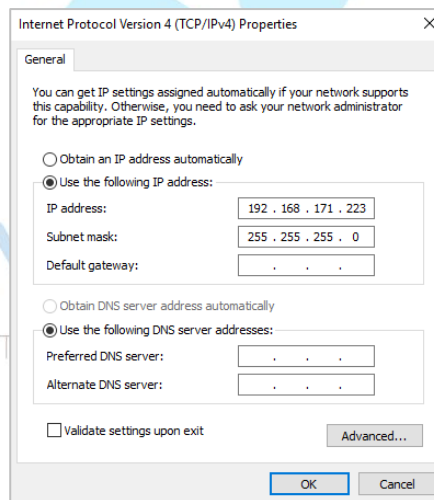 Internet Protocol Version 4 (TCP/IPv4) Properties
General
You can get IP settings assigned automatically if your network supports
this capability. Otherwise, you need to ask your network administrator
for the appropriate IP settings.
Obtain an IP address automatically
Use the following IP address:
IP address: 192 . 168 . 171 . 223
Subnet mask: 255 . 255 . 255 . 0
Default gateway: . . .
Obtain DNS server address automatically
Use the following DNS server addresses:
Preferred DNS server: . . .
Alternate DNS server: . . .
Validate settings upon exit
Advanced...
OK Cancel